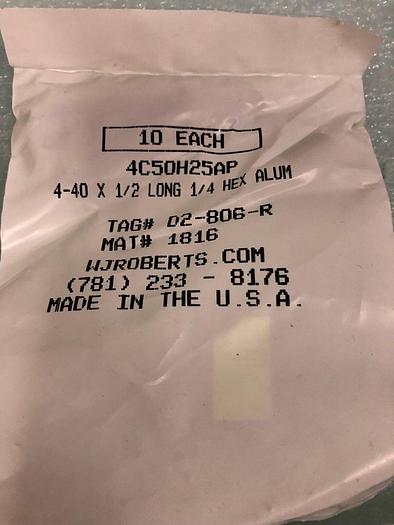 10 EACH
4C50H25AP
4-40 X 1/2 LONG 1/4 HEX ALUM
TAG# D2-806-R
MAT# 1816
WJROBERTS.COM
(781) 233 - 8176
MADE IN THE U.S.A.